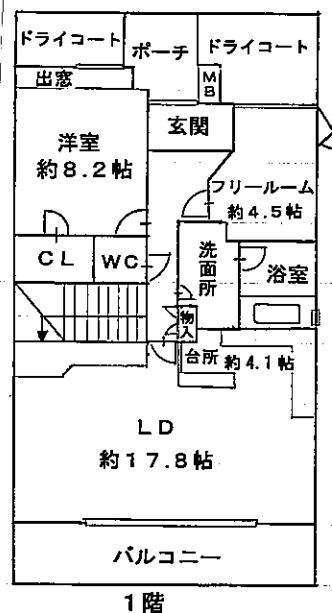 ドライコート
ポーチ
ドライコート
出窓
MB
玄関
洋室
約8.2帖
フリールーム
約4.5帖
CL
WC
洗面所
浴室
物入
台所
約4.1帖
LD
約17.8帖
バルコニー
1階